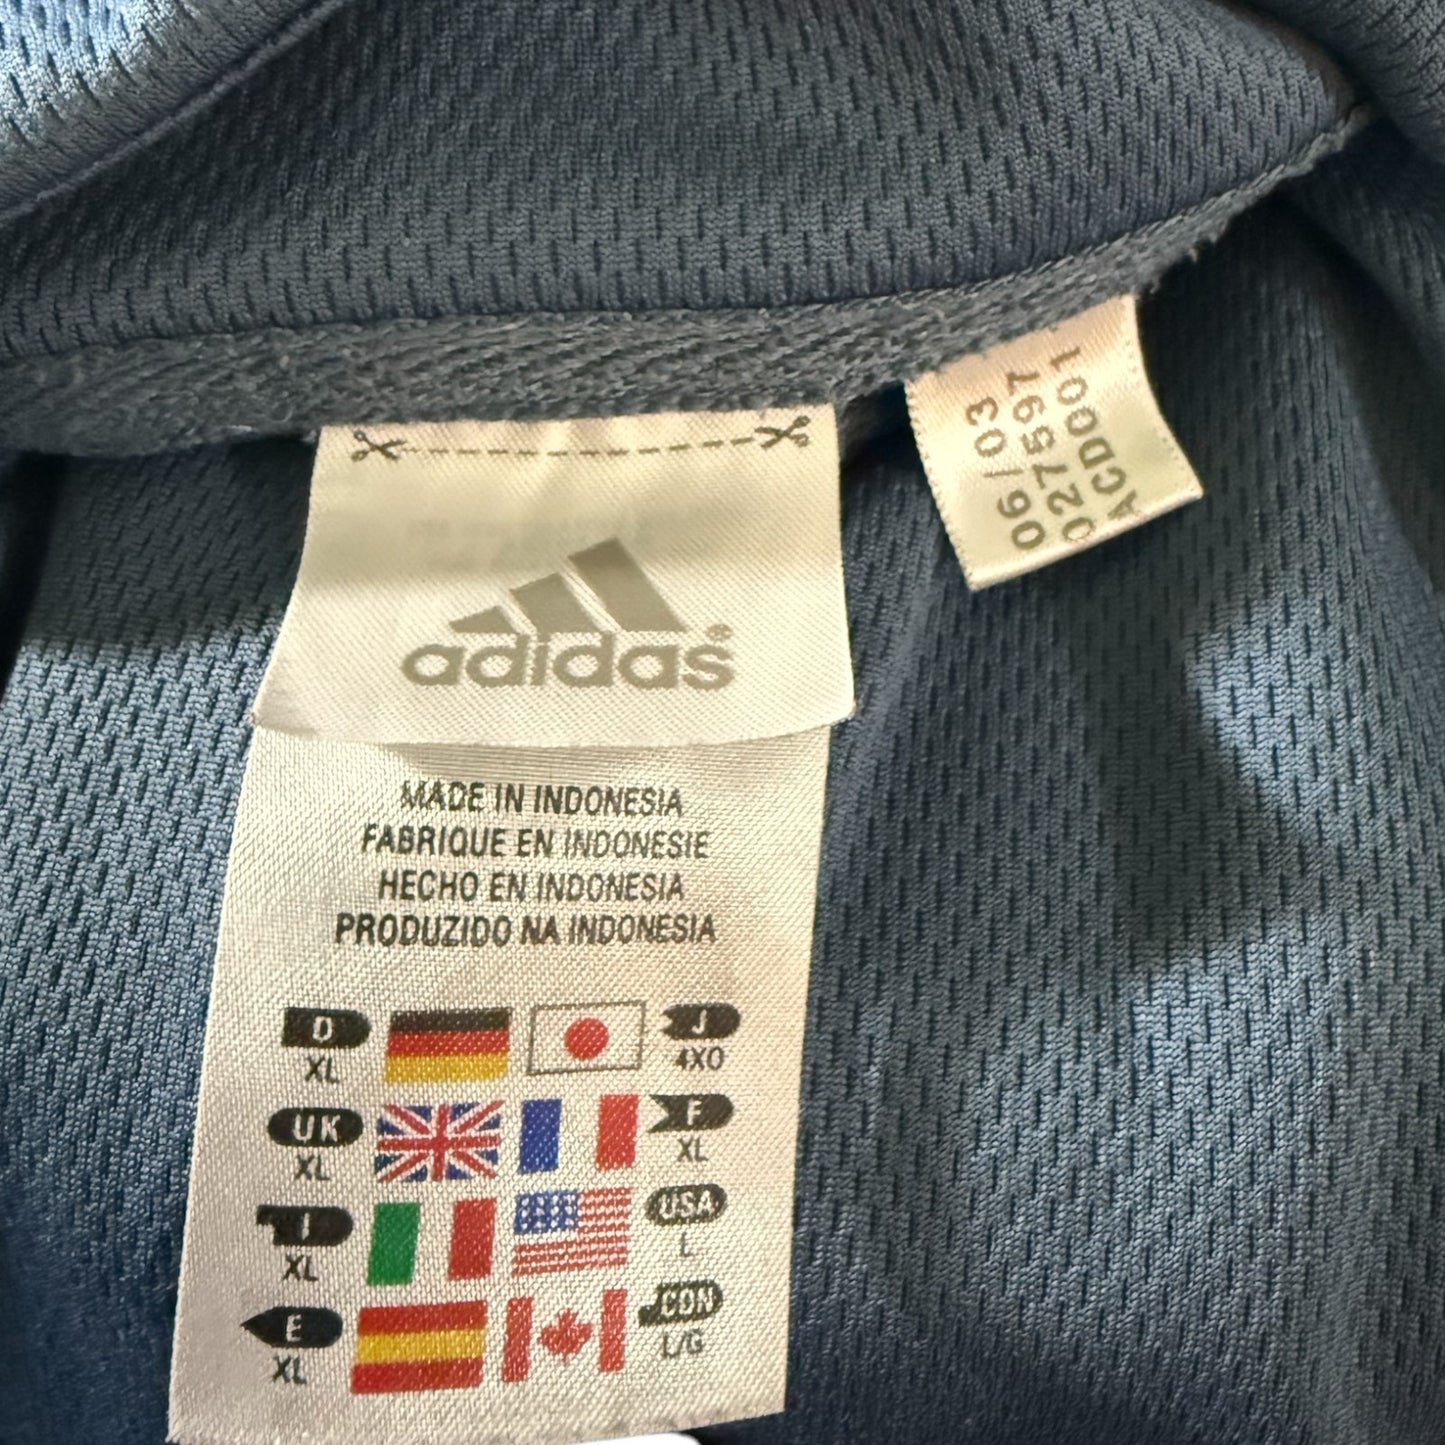 06/03
027597
ACD001
adidas®
MADE IN INDONESIA
FABRIQUE EN INDONESIE
HECHO EN INDONESIA
PRODUZIDO NA INDONESIA
D J
XL 4XO
UK F
XL XL
I USA
XL L
E CDN
XL L/G